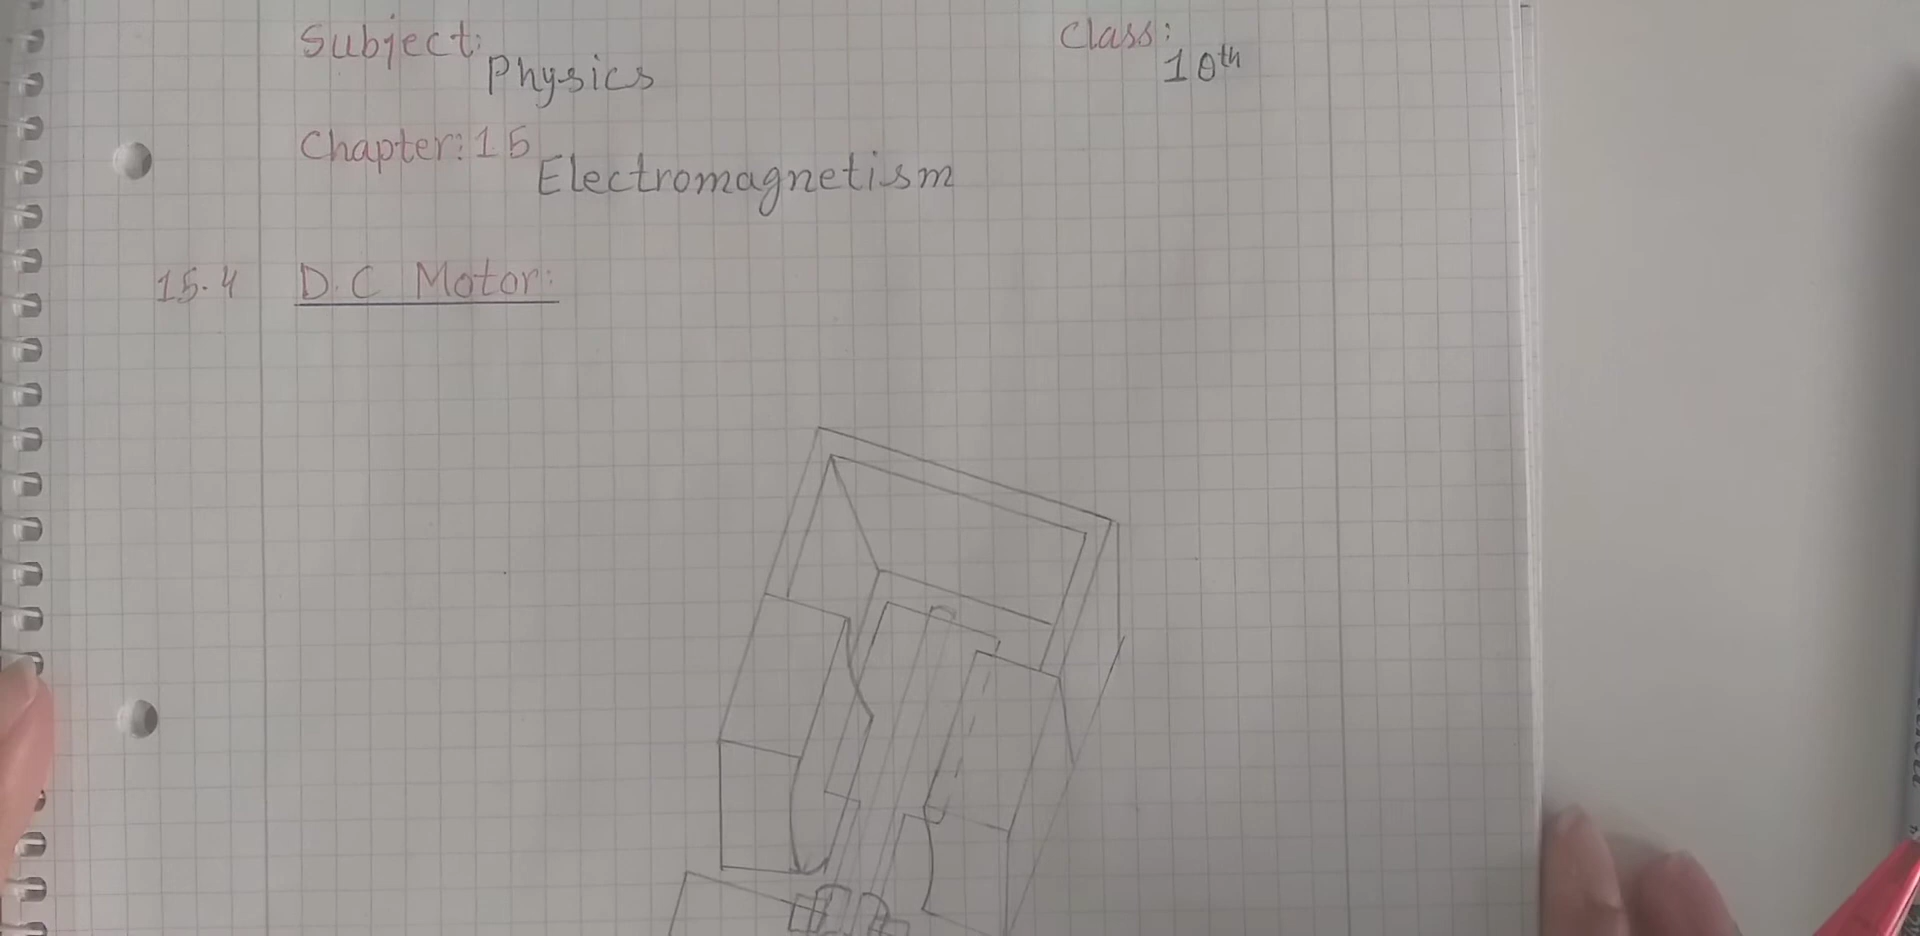 Subject:
Physics
Class:
10th
Chapter: 15
Electromagnetism
15.4 D.C Motor: